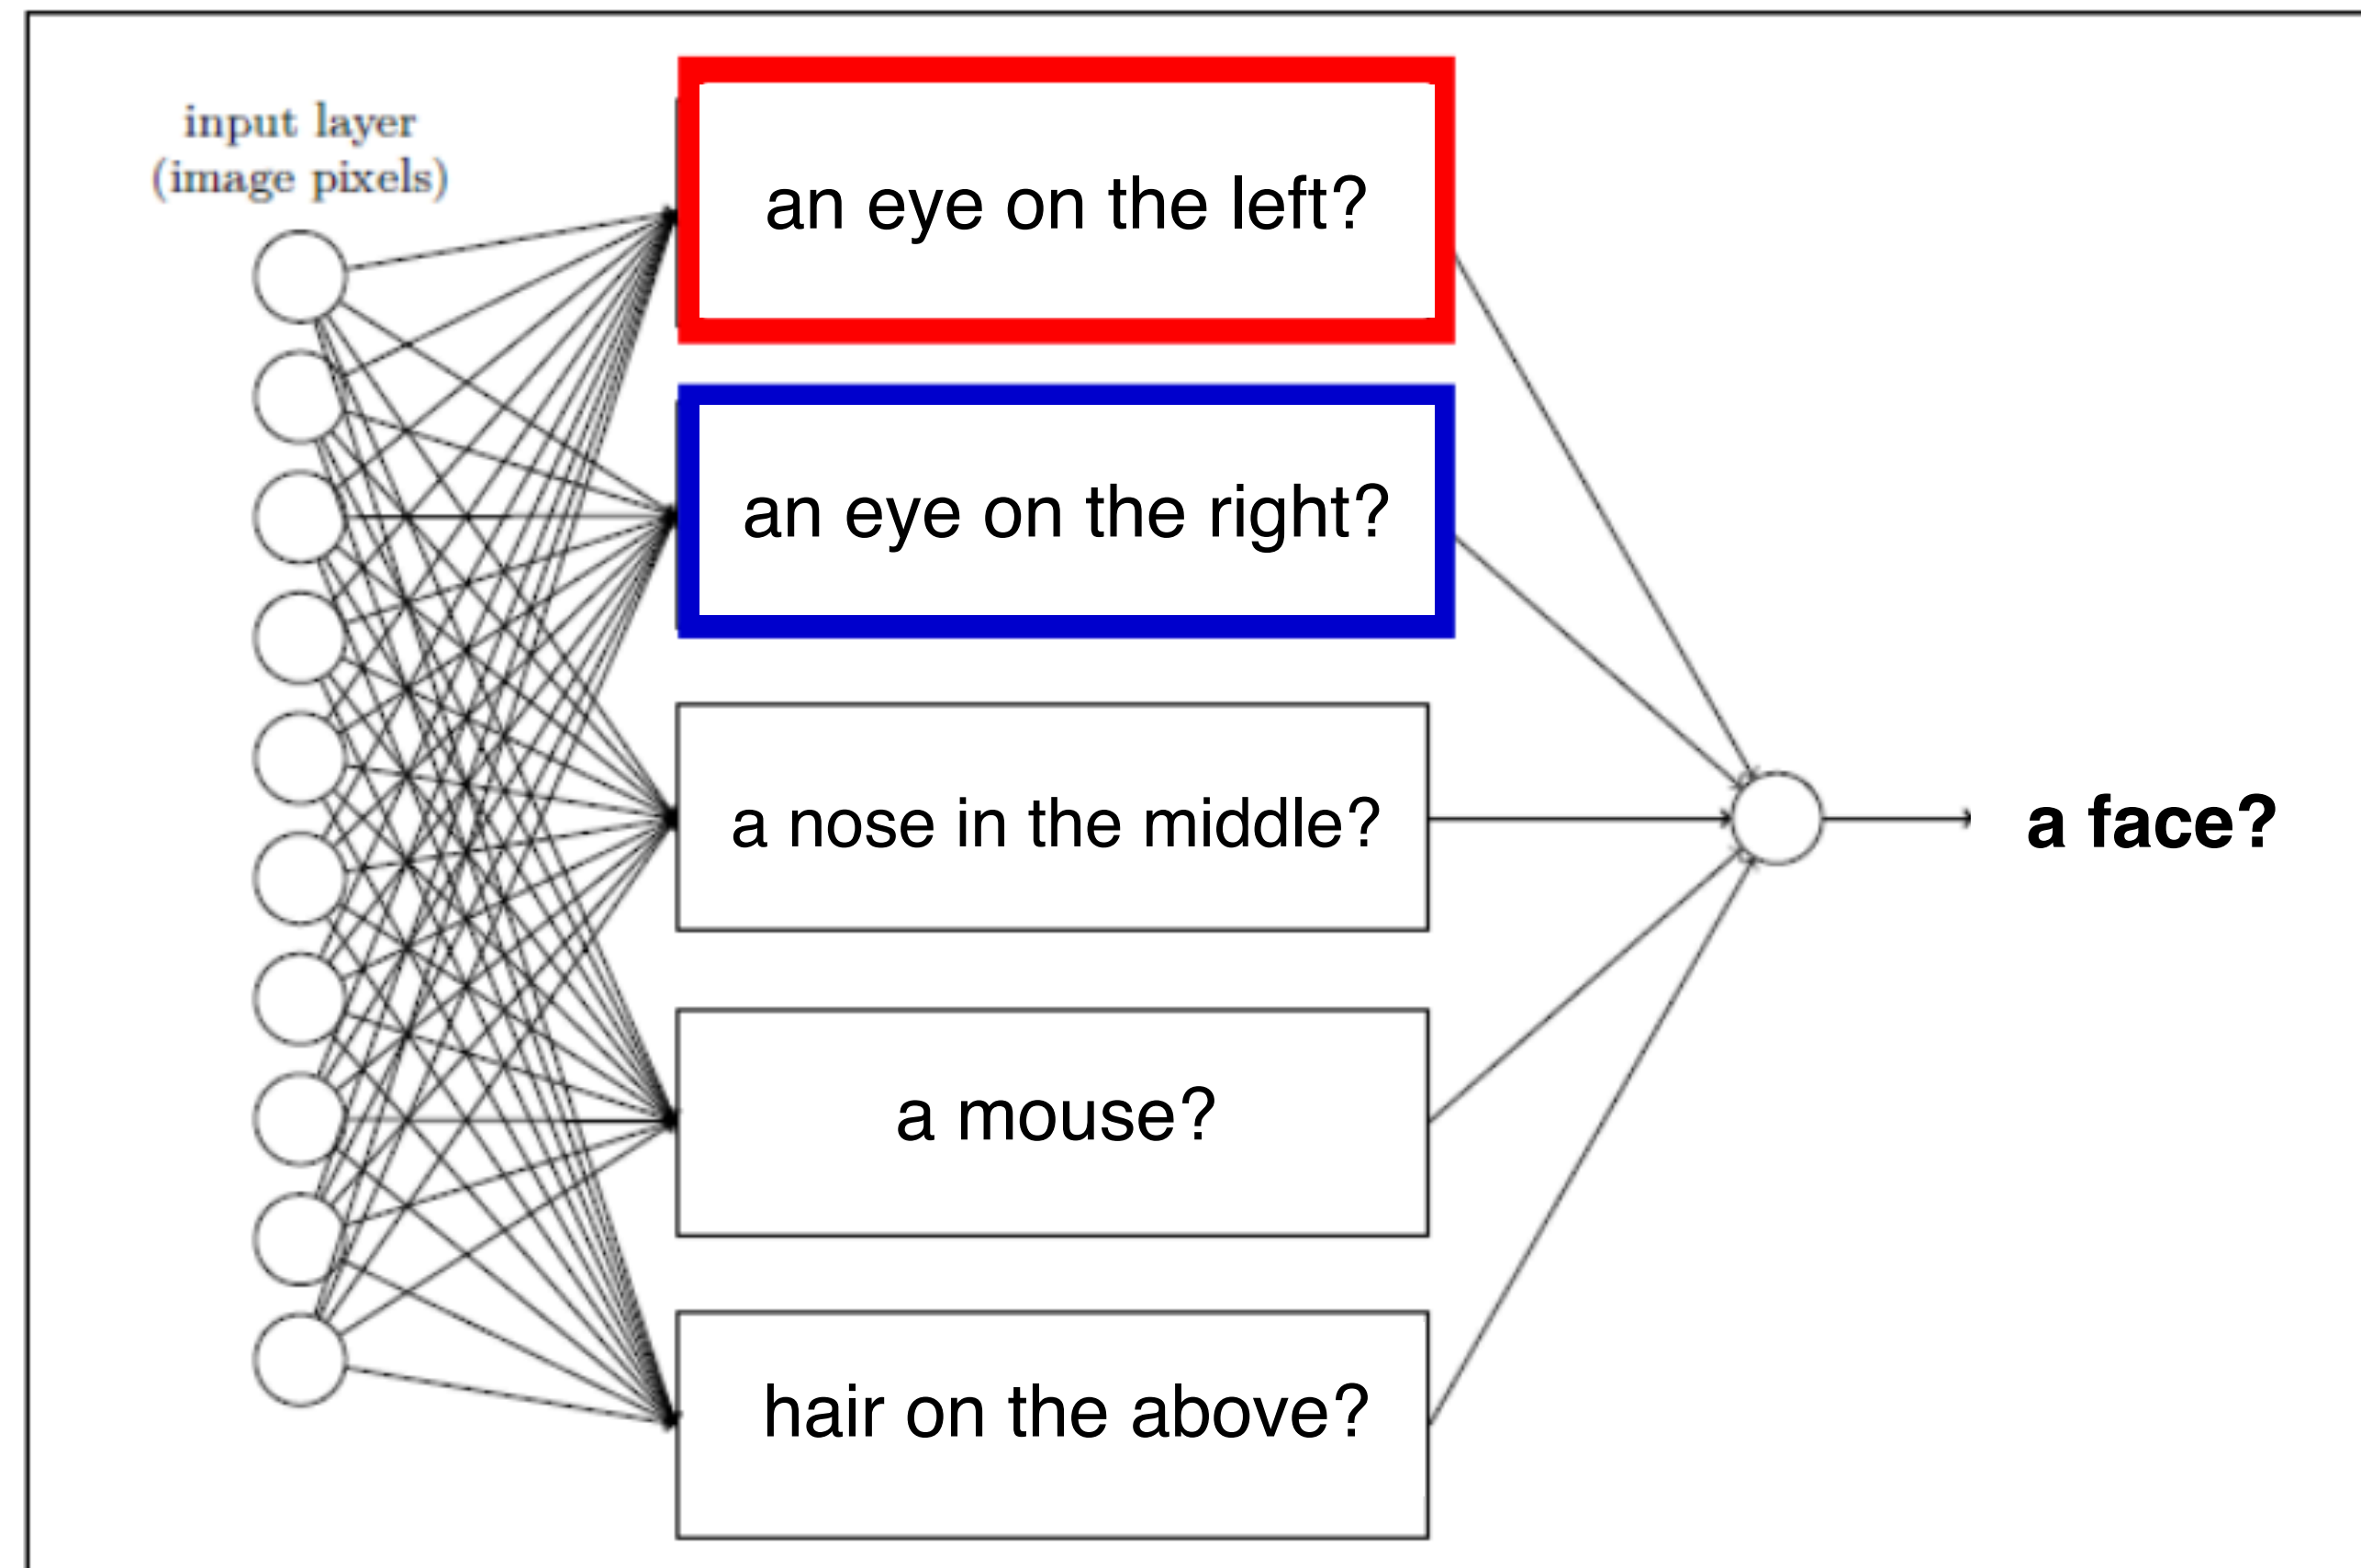 input layer
(image pixels)
an eye on the left?
an eye on the right?
a nose in the middle?
a mouse?
hair on the above?
a face?